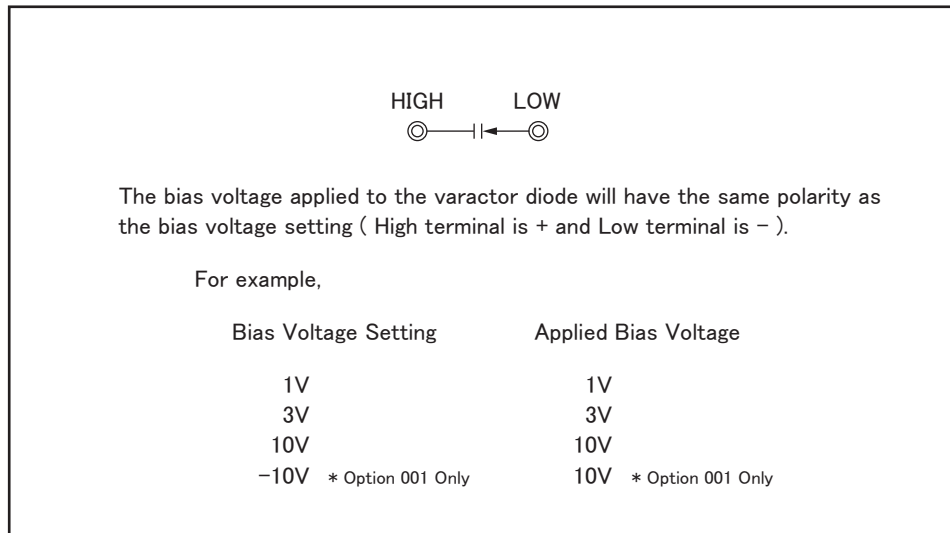 HIGH LOW
The bias voltage applied to the varactor diode will have the same polarity as
the bias voltage setting ( High terminal is + and Low terminal is − ).
For example,
Bias Voltage Setting Applied Bias Voltage
1V 1V
3V 3V
10V 10V
−10V * Option 001 Only 10V * Option 001 Only